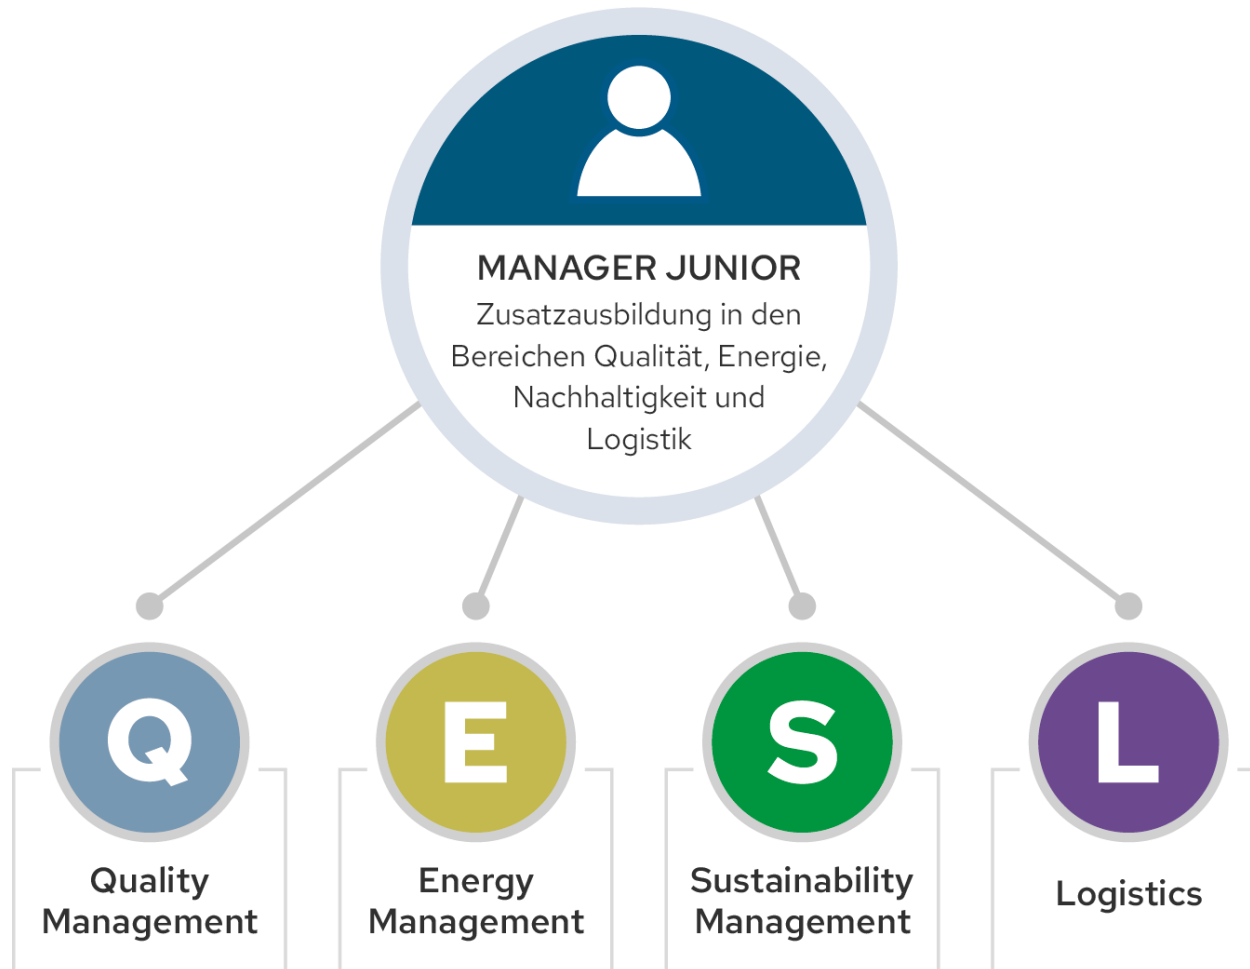 MANAGER JUNIOR
Zusatzausbildung in den
Bereichen Qualität, Energie,
Nachhaltigkeit und
Logistik
Q
E
S
L
Quality
Management
Energy
Management
Sustainability
Management
Logistics